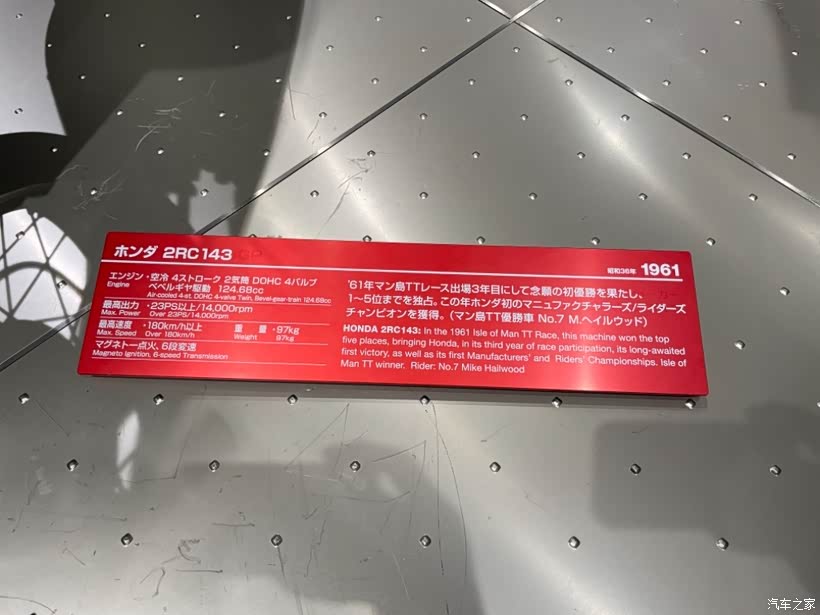 ホンダ 2RC143
昭和36年 1961
エンジン・空冷 4ストローク 2気筒 DOHC 4バルブ
Engine ベベルギヤ駆動 124.68cc
Air-cooled 4-st. DOHC 4-valve Twin, Bevel-gear-train 124.68cc
最高出力・23PS以上/14,000rpm
Max. Power Over 23PS/14,000rpm
最高速度・180km/h以上 重量・97kg
Max. Speed Over 180km/h Weight 97kg
マグネトー点火、6段変速
Magneto Ignition, 6-speed Transmission
'61年マン島TTレース出場3年目にして念願の初優勝を果たし、
1〜5位までを独占。この年ホンダ初のマニュファクチャラーズ/ライダーズ
チャンピオンを獲得。(マン島TT優勝車 No.7 M.ヘイルウッド)
HONDA 2RC143: In the 1961 Isle of Man TT Race, this machine won the top
five places, bringing Honda, in its third year of race participation, its long-awaited
first victory, as well as its first Manufacturers' and Riders' Championships. Isle of
Man TT winner. Rider: No.7 Mike Hailwood
汽车之家